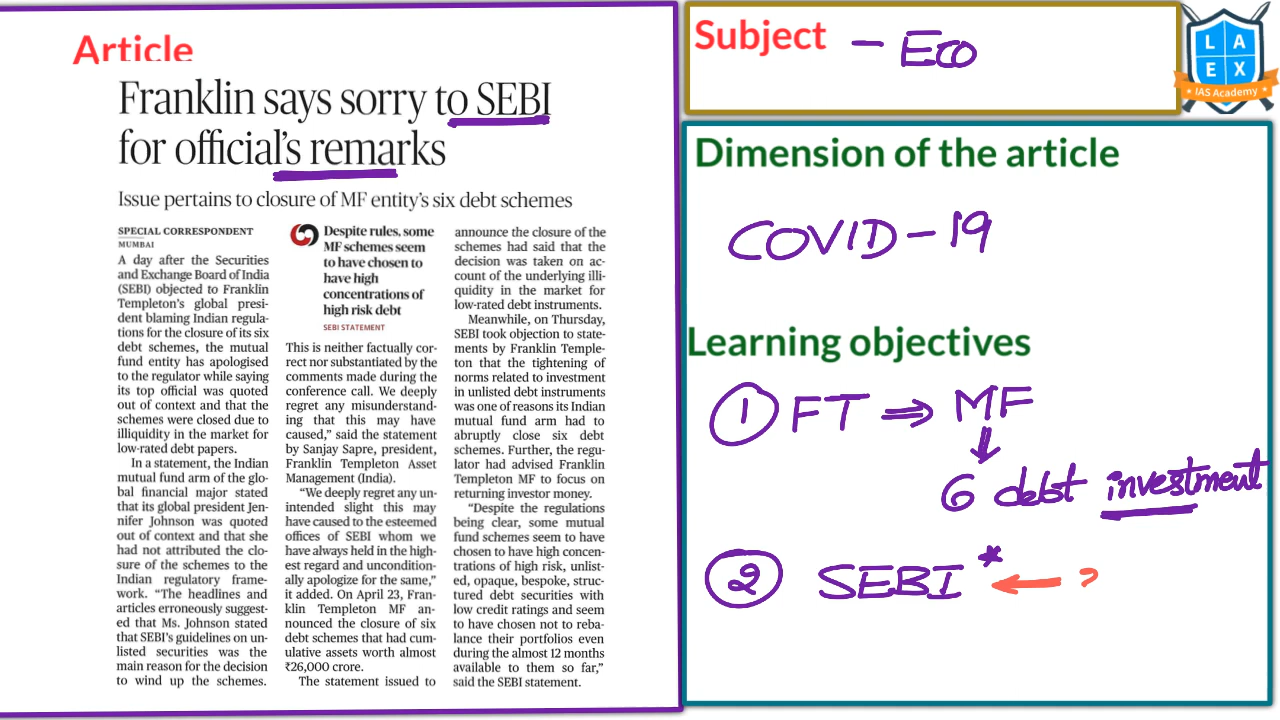 Article
Franklin says sorry to SEBI
for official's remarks
Issue pertains to closure of MF entity's six debt schemes
SPECIAL CORRESPONDENT
MUMBAI
A day after the Securities
and Exchange Board of India
(SEBI) objected to Franklin
Templeton's global presi-
dent blaming Indian regula-
tions for the closure of its six
debt schemes, the mutual
fund entity has apologised
to the regulator while saying
its top official was quoted
out of context and that the
schemes were closed due to
illiquidity in the market for
low-rated debt papers.
In a statement, the Indian
mutual fund arm of the glo-
bal financial major stated
that its global president Jen-
nifer Johnson was quoted
out of context and that she
had not attributed the clo-
sure of the schemes to the
Indian regulatory frame-
work. “The headlines and
articles erroneously suggest-
ed that Ms. Johnson stated
that SEBI's guidelines on un-
listed securities was the
main reason for the decision
to wind up the schemes.
Despite rules, some
MF schemes seem
to have chosen to
have high
concentrations of
high risk debt
SEBI STATEMENT
This is neither factually cor-
rect nor substantiated by the
comments made during the
conference call. We deeply
regret any misunderstand-
ing that this may have
caused,” said the statement
by Sanjay Sapre, president,
Franklin Templeton Asset
Management (India).
“We deeply regret any un-
intended slight this may
have caused to the esteemed
offices of SEBI whom we
have always held in the high-
est regard and uncondition-
ally apologize for the same,”
it added. On April 23, Fran-
klin Templeton MF an-
nounced the closure of six
debt schemes that had cum-
ulative assets worth almost
₹26,000 crore.
The statement issued to
announce the closure of the
schemes had said that the
decision was taken on ac-
count of the underlying illi-
quidity in the market for
low-rated debt instruments.
Meanwhile, on Thursday,
SEBI took objection to state-
ments by Franklin Temple-
ton that the tightening of
norms related to investment
in unlisted debt instruments
was one of reasons its Indian
mutual fund arm had to
abruptly close six debt
schemes. Further, the regu-
lator had advised Franklin
Templeton MF to focus on
returning investor money.
“Despite the regulations
being clear, some mutual
fund schemes seem to have
chosen to have high concen-
trations of high risk, unlist-
ed, opaque, bespoke, struc-
tured debt securities with
low credit ratings and seem
to have chosen not to reba-
lance their portfolios even
during the almost 12 months
available to them so far,”
said the SEBI statement.
Subject – Eco
L A
E X
IAS Academy
Dimension of the article
COVID-19
Learning objectives
1 FT ⇒ MF
6 debt investment
2 SEBI* ← ?